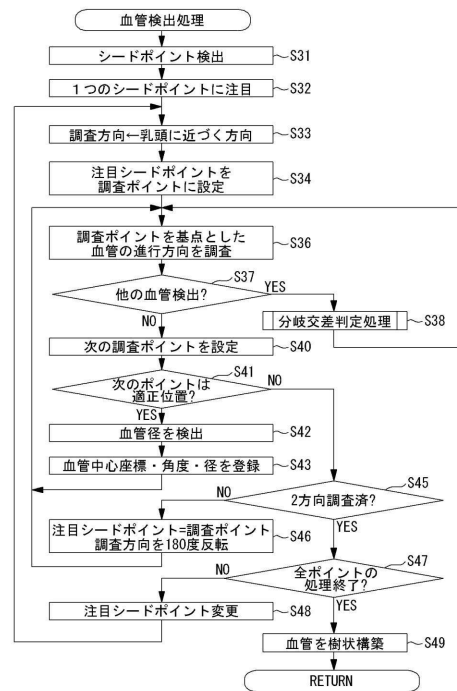 血管検出処理
シードポイント検出
S31
1つのシードポイントに注目
S32
調査方向←乳頭に近づく方向
S33
注目シードポイントを
調査ポイントに設定
S34
調査ポイントを基点とした
血管の進行方向を調査
S36
他の血管検出?
S37
YES
NO
分岐交差判定処理
S38
次の調査ポイントを設定
S40
次のポイントは
適正位置?
S41
NO
YES
血管径を検出
S42
血管中心座標・角度・径を登録
S43
2方向調査済?
S45
NO
YES
注目シードポイント=調査ポイント
調査方向を180度反転
S46
全ポイントの
処理終了?
S47
NO
YES
注目シードポイント変更
S48
血管を樹状構築
S49
RETURN